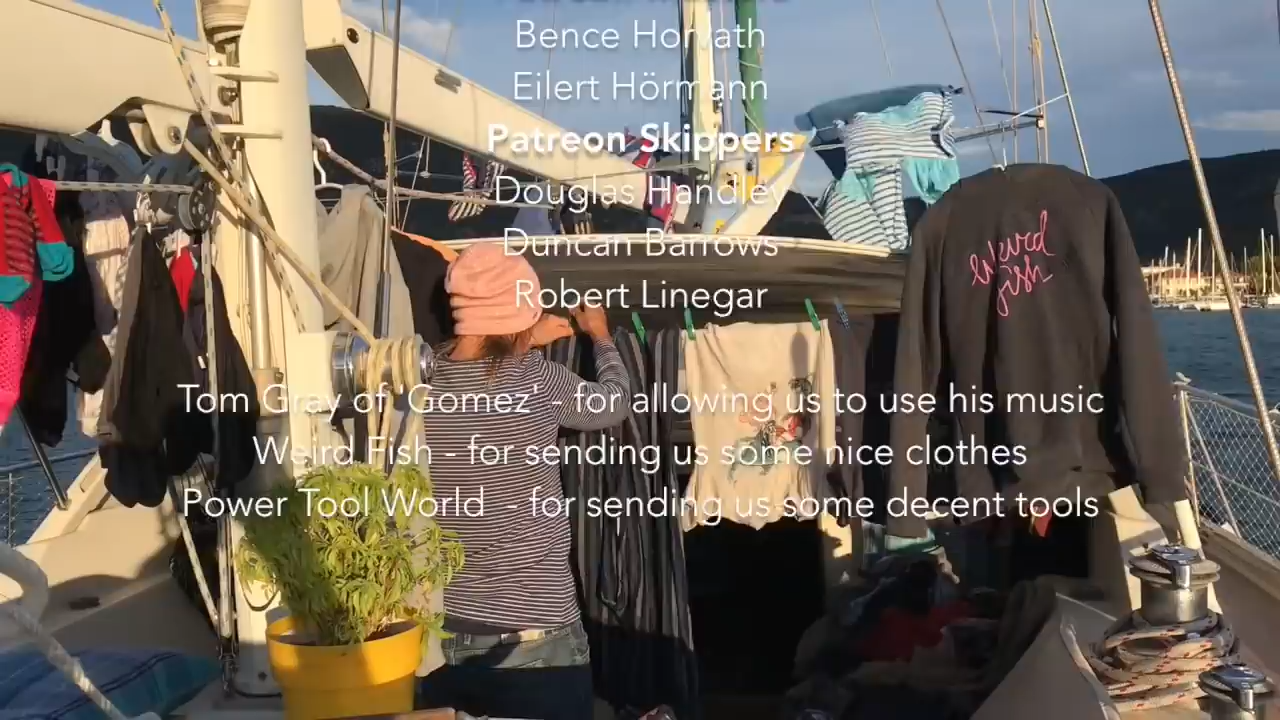 Bence Horvath
Eilert Hörmann
Patreon Skippers
Douglas Handley
Duncan Barrows
Robert Linegar
Weird
fish
Tom Gray of 'Gomez' - for allowing us to use his music
Weird Fish - for sending us some nice clothes
Power Tool World - for sending us some decent tools